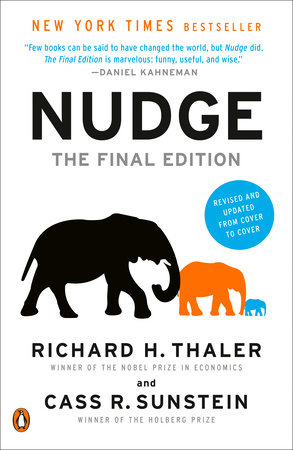 NEW YORK TIMES BESTSELLER
"Few books can be said to have changed the world, but Nudge did.
The Final Edition is marvelous: funny, useful, and wise."
—DANIEL KAHNEMAN
NUDGE
THE FINAL EDITION
REVISED AND
UPDATED
FROM COVER
TO COVER
RICHARD H. THALER
WINNER OF THE NOBEL PRIZE IN ECONOMICS
and
CASS R. SUNSTEIN
WINNER OF THE HOLBERG PRIZE